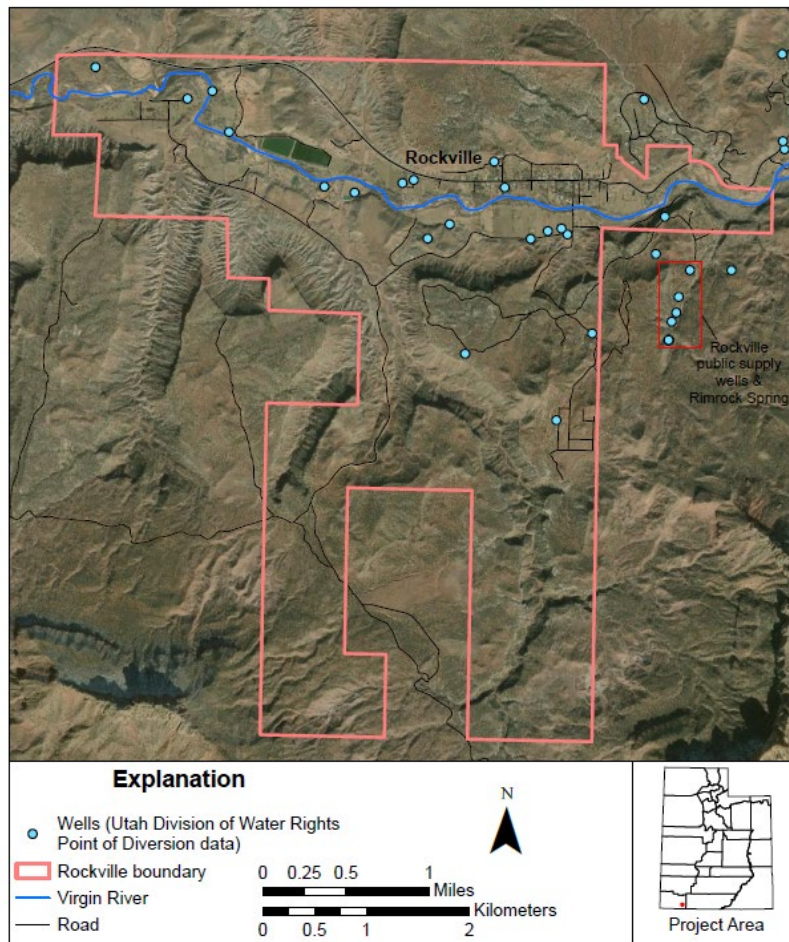 Rockville
Rockville
public supply
wells &
Rimrock Spring
Explanation
Wells (Utah Division of Water Rights
Point of Diversion data)
Rockville boundary
Virgin River
Road
N
0 0.25 0.5 1
Miles
Kilometers
0 0.5 1 2
Project Area